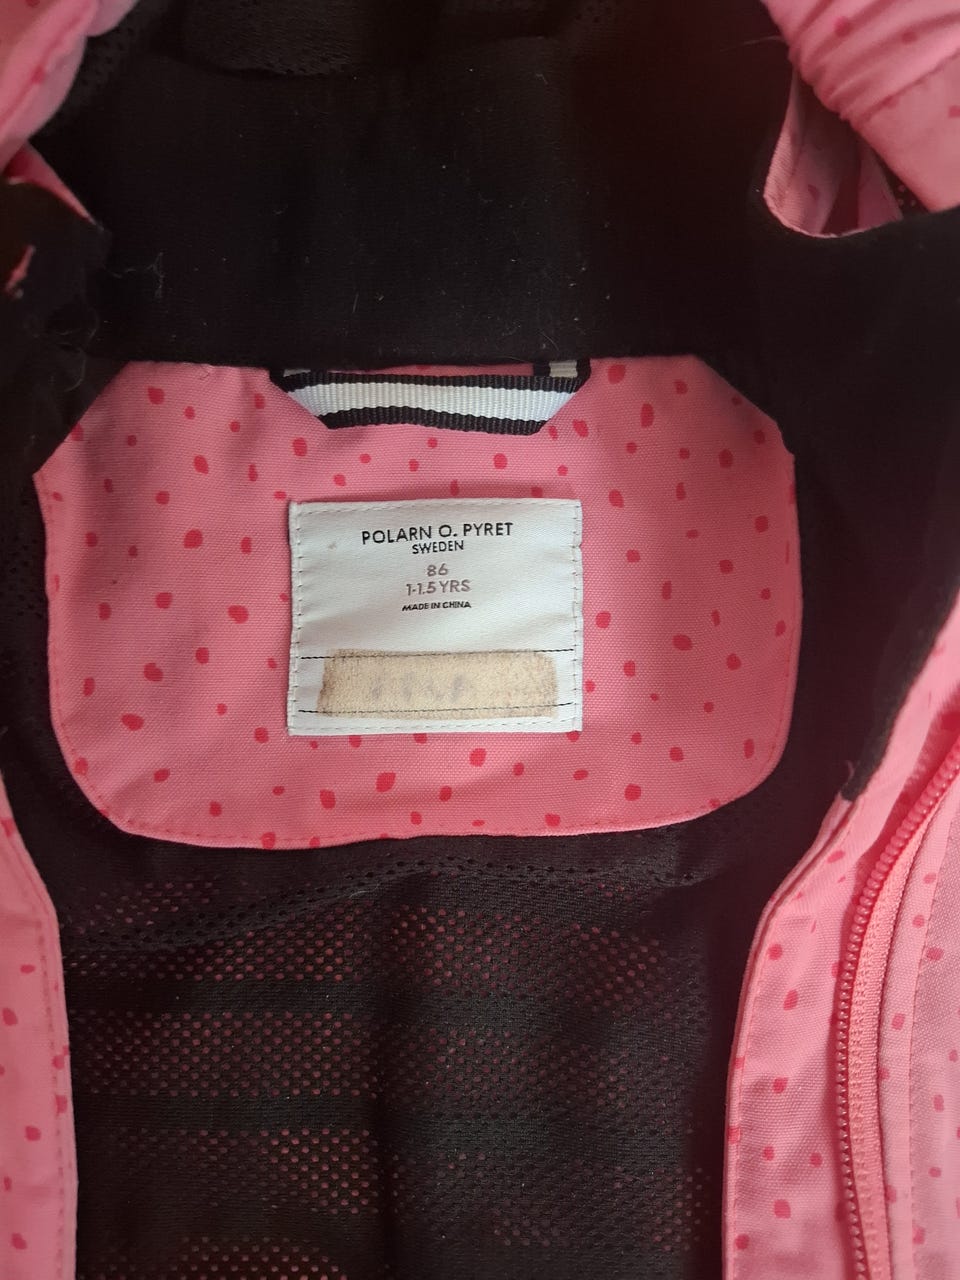 POLARN O. PYRET
SWEDEN
86
1-1.5 YRS
MADE IN CHINA